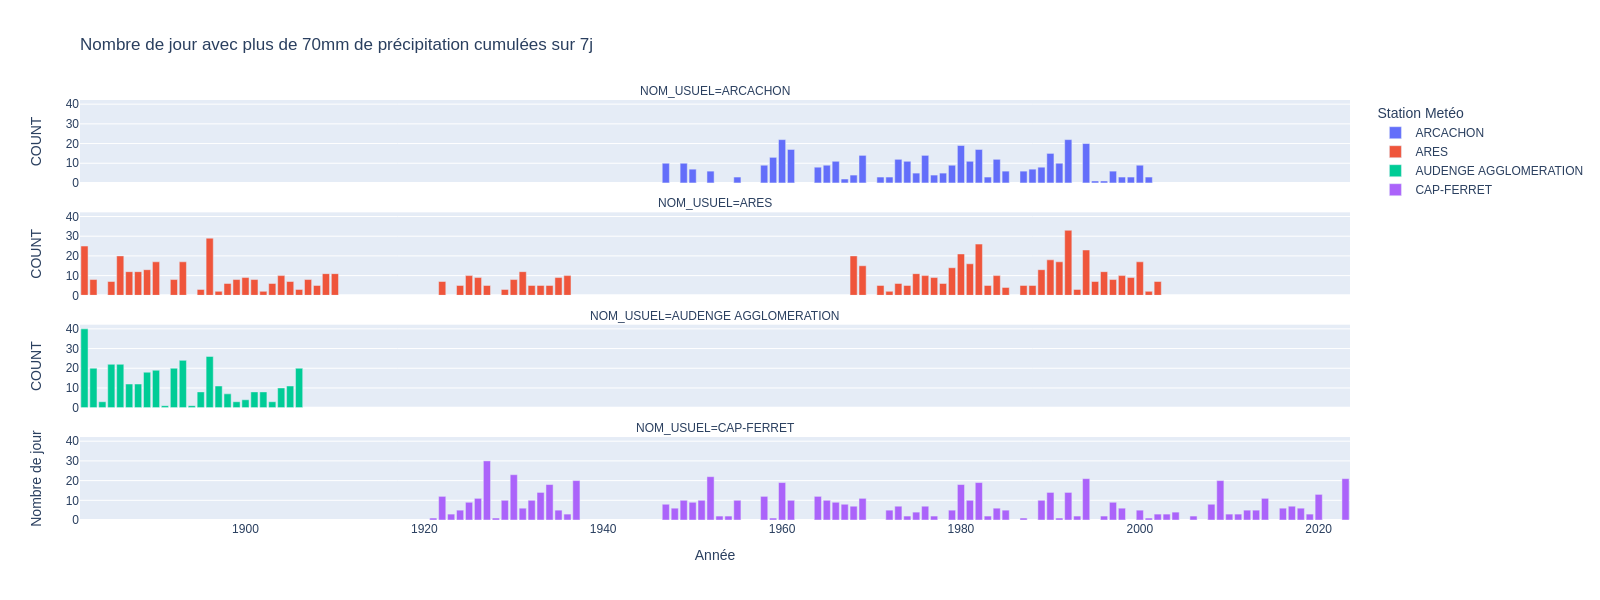 Nombre de jour avec plus de 70mm de précipitation cumulées sur 7j
NOM_USUEL=ARCACHON
COUNT
40
30
20
10
0
NOM_USUEL=ARES
COUNT
40
30
20
10
0
NOM_USUEL=AUDENGE AGGLOMERATION
COUNT
40
30
20
10
0
NOM_USUEL=CAP-FERRET
Nombre de jour
40
30
20
10
0
1900 1920 1940 1960 1980 2000 2020
Année
Station Metéo
ARCACHON
ARES
AUDENGE AGGLOMERATION
CAP-FERRET